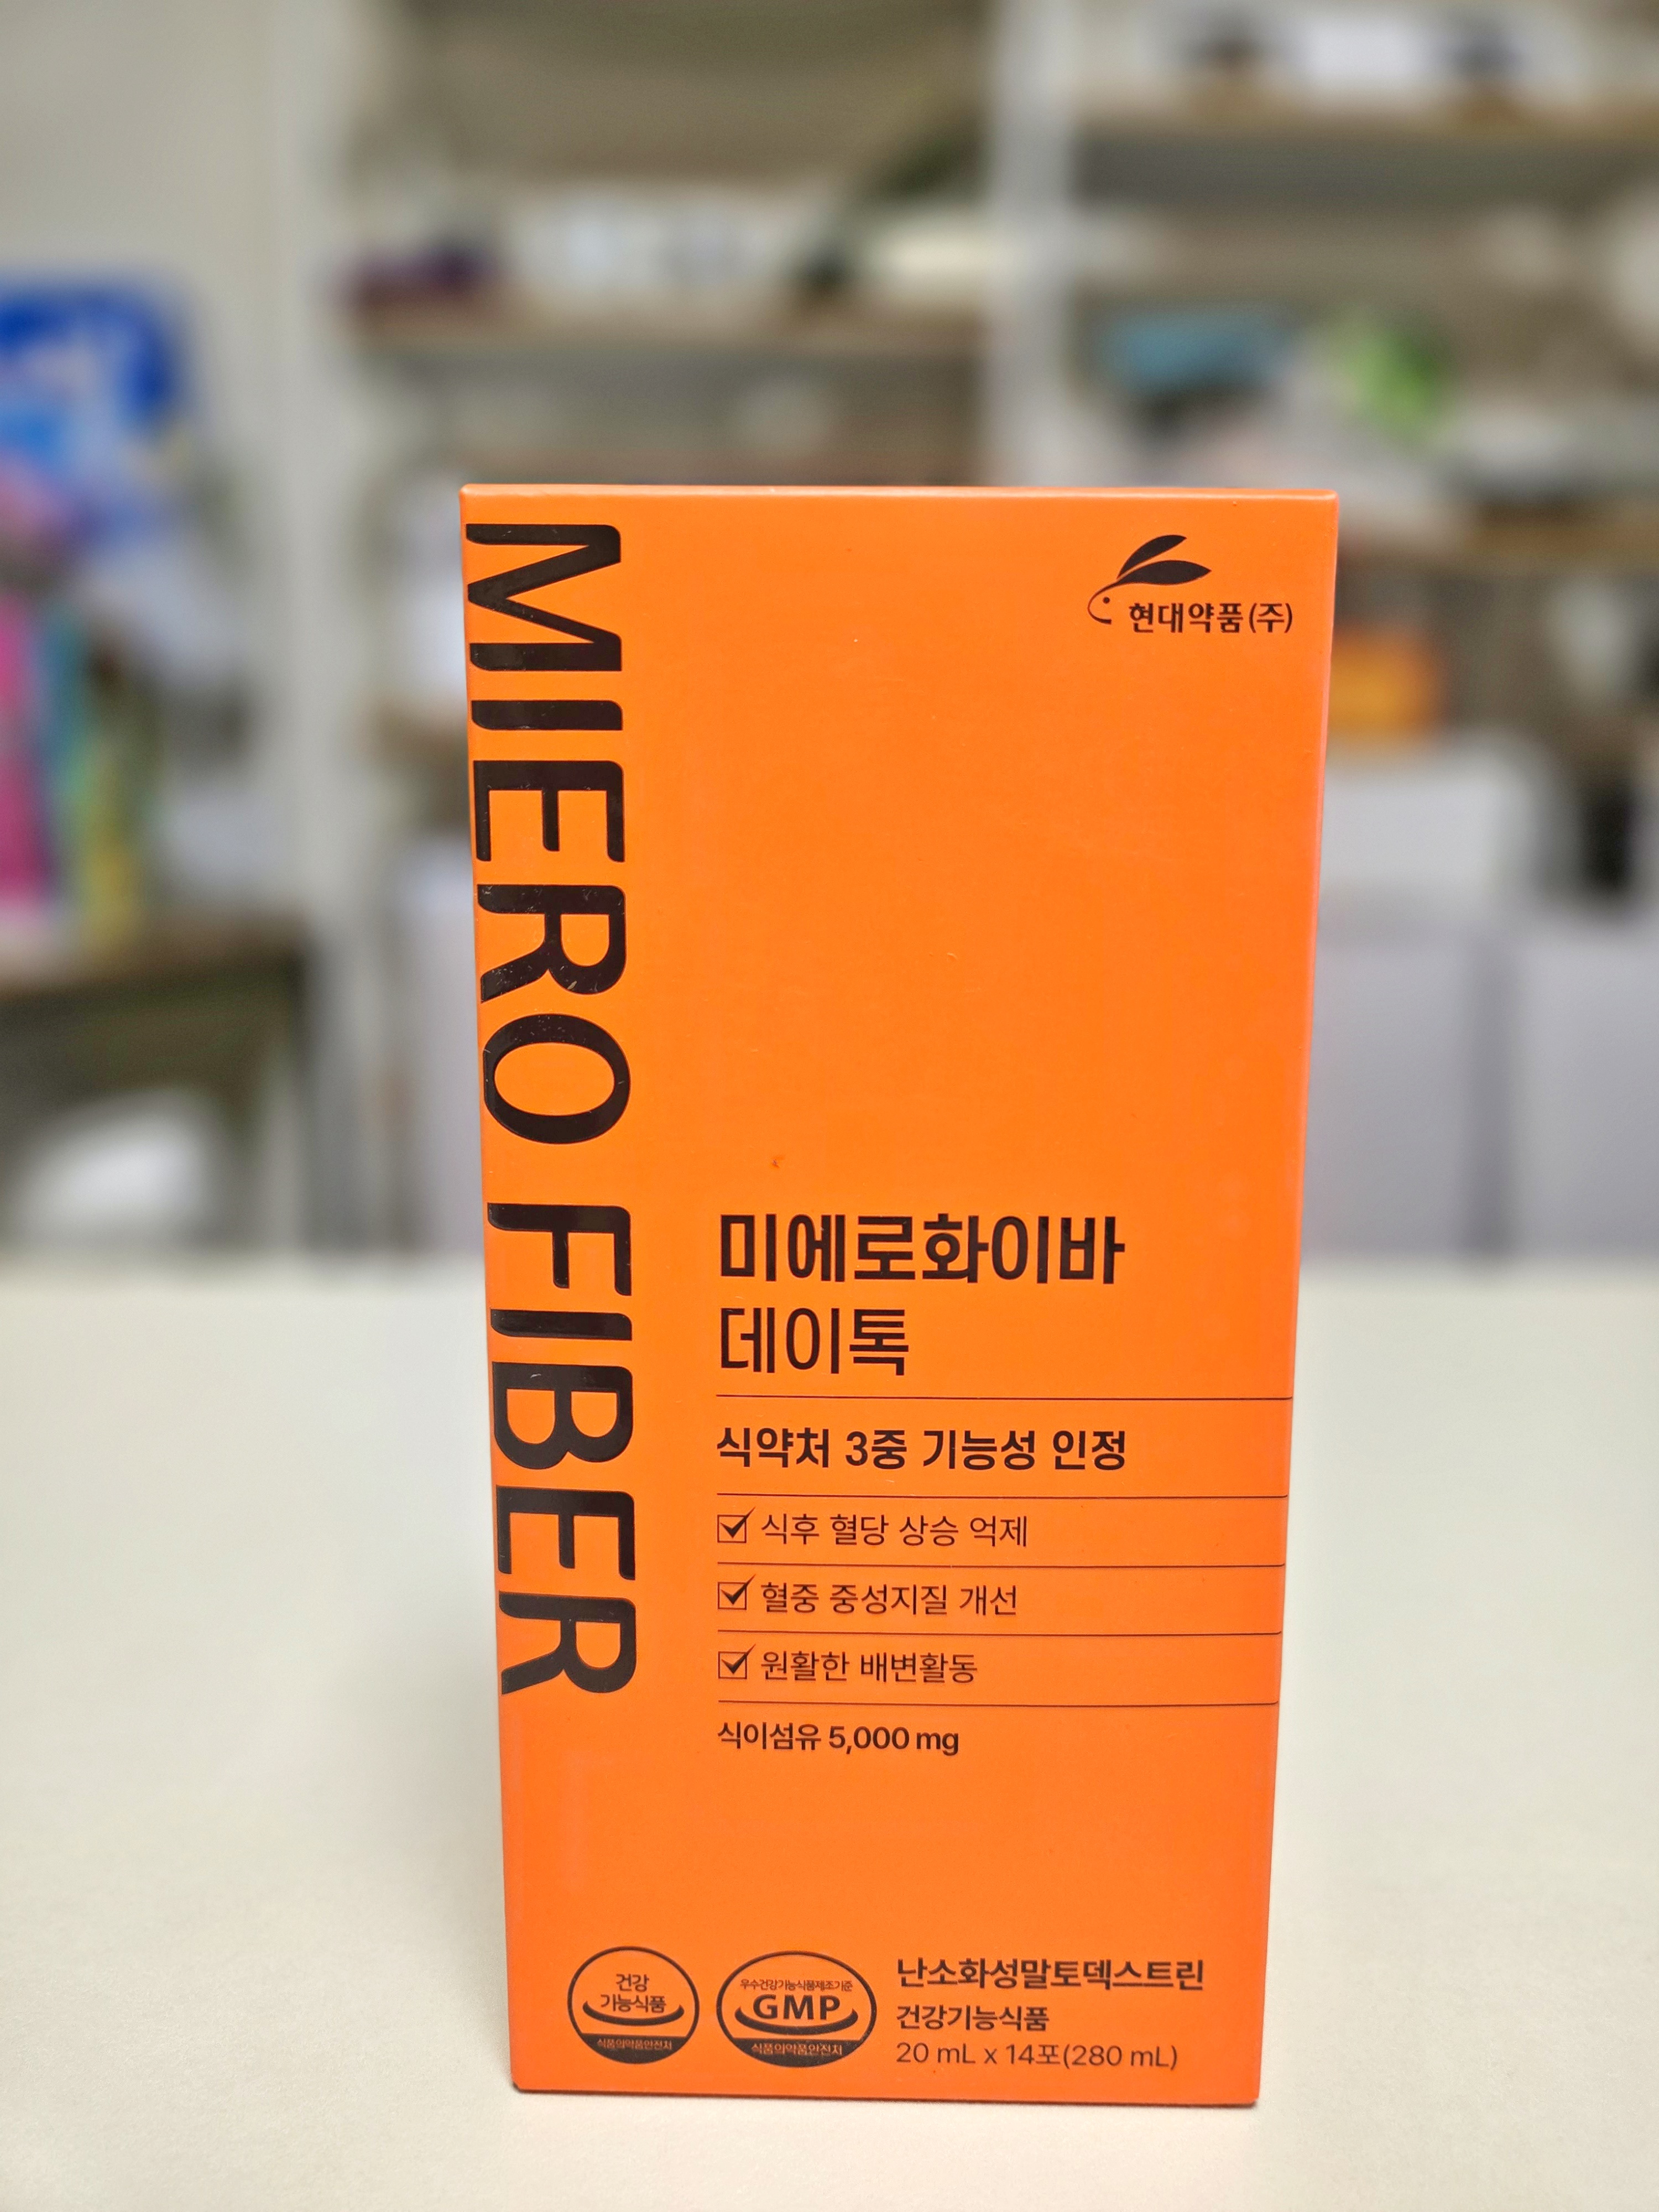 MIERO FIBER
현대약품(주)
미에로화이바
데이톡
식약처 3중 기능성 인정
식후 혈당 상승 억제
혈중 중성지질 개선
원활한 배변활동
식이섬유 5,000 mg
건강
기능식품
식품의약품안전처
우수건강기능식품제조기준
GMP
식품의약품안전처
난소화성말토덱스트린
건강기능식품
20 mL x 14포(280 mL)